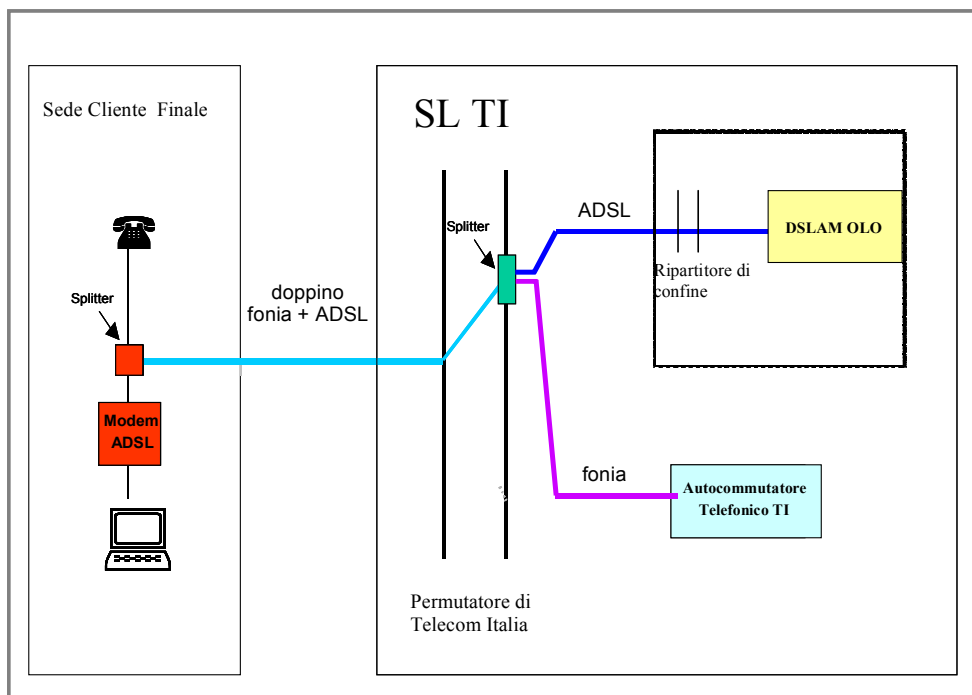 Sede Cliente Finale
Splitter
Modem
ADSL
doppino
fonia + ADSL
SL TI
Splitter
ADSL
DSLAM OLO
Ripartitore di
confine
fonia
Autocommutatore
Telefonico TI
Permutatore di
Telecom Italia